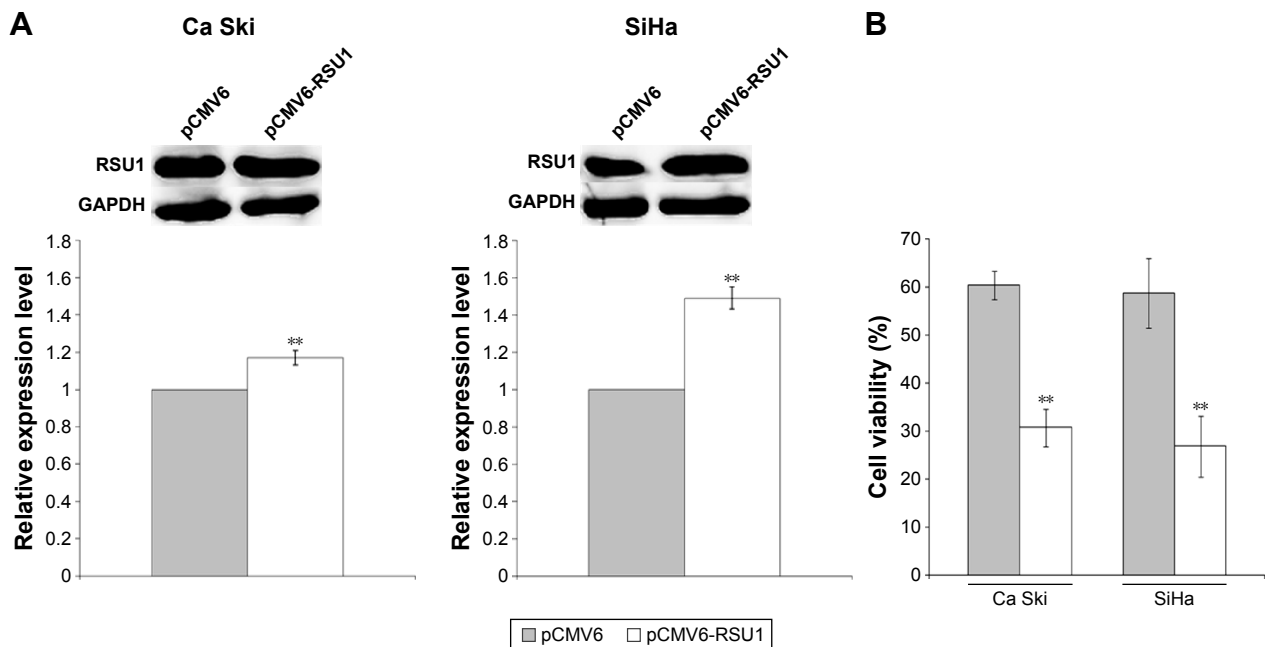 A
Ca Ski
pCMV6
pCMV6-RSU1
RSU1
GAPDH
Relative expression level
1.8
1.6
1.4
1.2
1
0.8
0.6
0.4
0.2
0
**
SiHa
pCMV6
pCMV6-RSU1
RSU1
GAPDH
Relative expression level
1.8
1.6
1.4
1.2
1
0.8
0.6
0.4
0.2
0
**
B
Cell viability (%)
70
60
50
40
30
20
10
0
**
**
Ca Ski
SiHa
pCMV6 pCMV6-RSU1